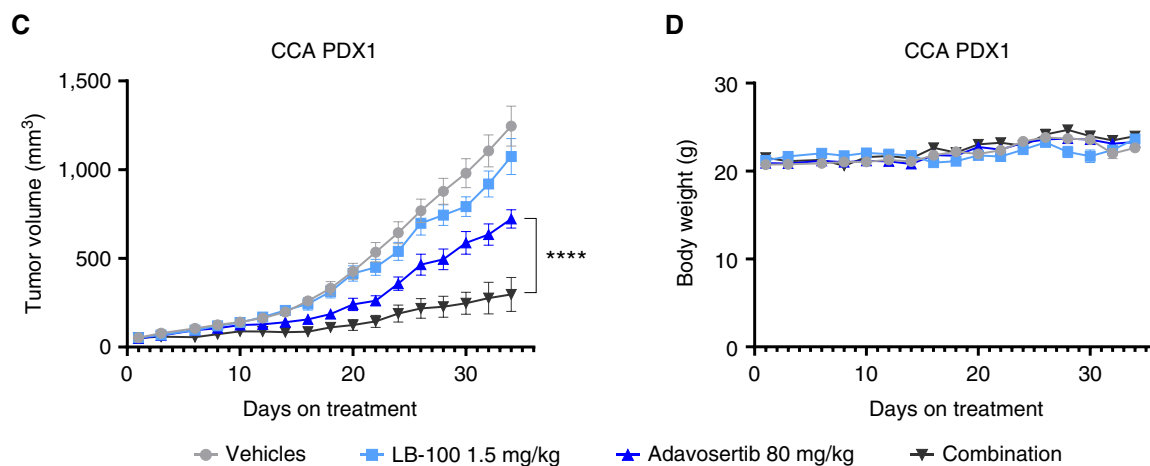 C
CCA PDX1
Tumor volume (mm³)
1,500
1,000
500
0
0 10 20 30
Days on treatment
****
D
CCA PDX1
Body weight (g)
30
20
10
0
0 10 20 30
Days on treatment
Vehicles LB-100 1.5 mg/kg Adavosertib 80 mg/kg Combination